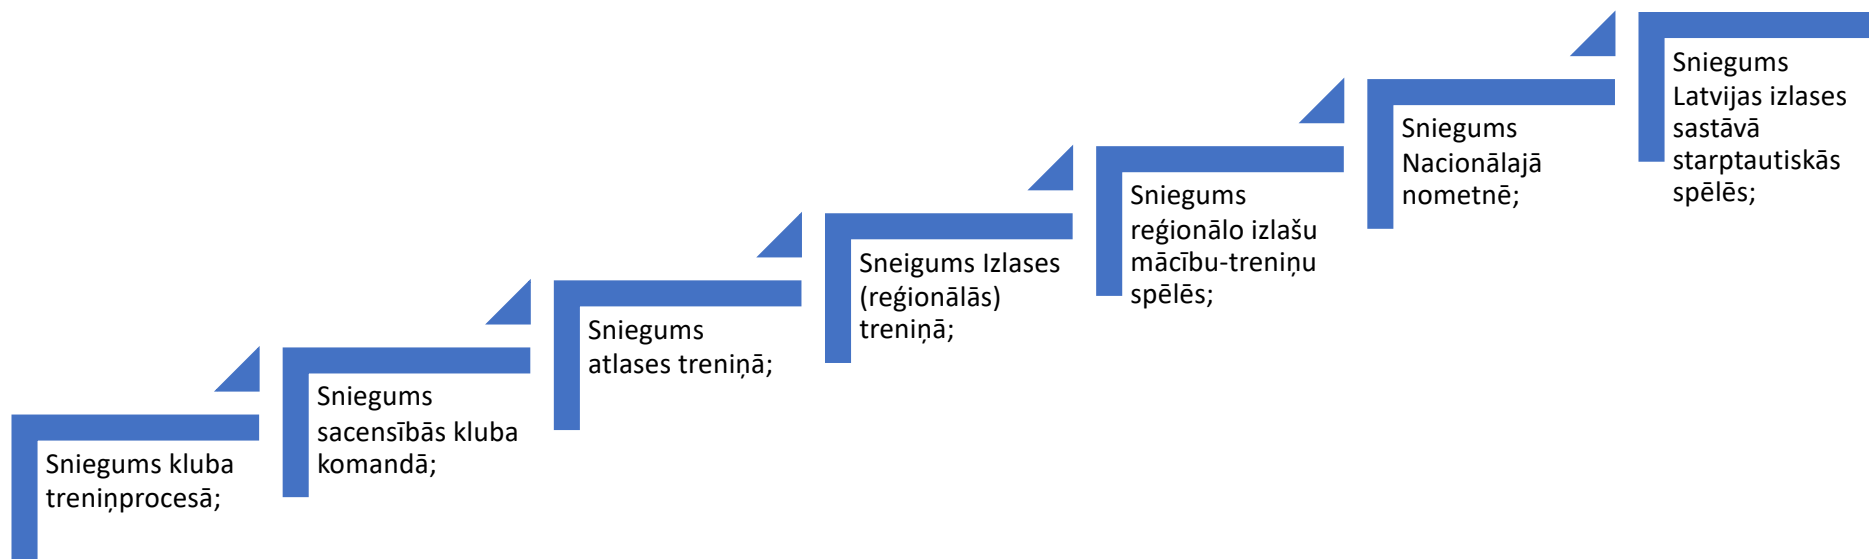 Sniegums kluba
treniņprocesā;
Sniegums
sacensībās kluba
komandā;
Sniegums
atlases treniņā;
Sneigums Izlases
(reģionālās)
treniņā;
Sniegums
reģionālo izlašu
mācību-treniņu
spēlēs;
Sniegums
Nacionālajā
nometnē;
Sniegums
Latvijas izlases
sastāvā
starptautiskās
spēlēs;